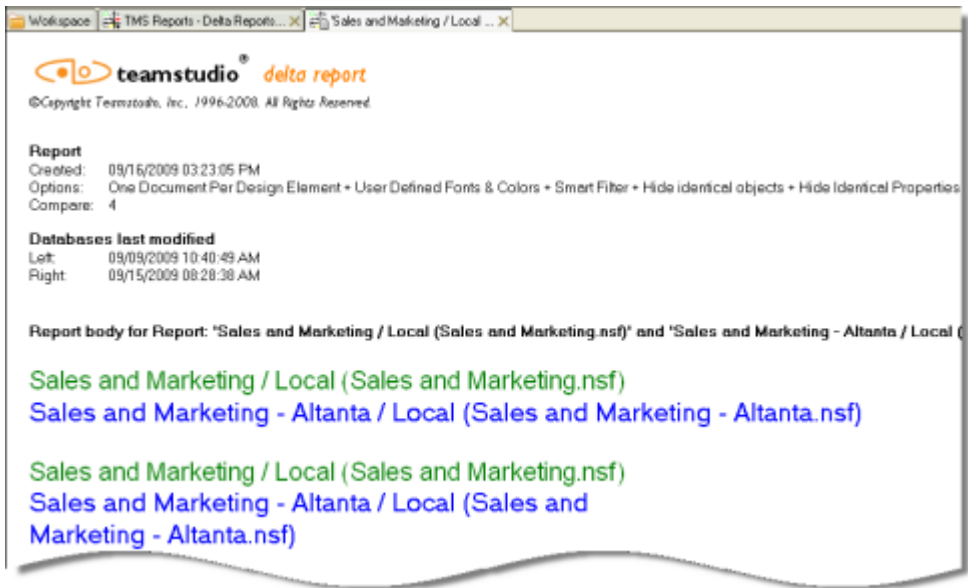 Workspace TMS Reports - Delta Reports... 'Sales and Marketing / Local ...
teamstudio® delta report
©Copyright Teamstudio, Inc., 1996-2008. All Rights Reserved.
Report
Created: 09/16/2009 03:23:05 PM
Options: One Document Per Design Element + User Defined Fonts & Colors + Smart Filter + Hide identical objects + Hide Identical Properties
Compare: 4
Databases last modified
Left: 09/09/2009 10:40:49 AM
Right: 09/15/2009 08:28:38 AM
Report body for Report: 'Sales and Marketing / Local (Sales and Marketing.nsf)' and 'Sales and Marketing - Altanta / Local (
Sales and Marketing / Local (Sales and Marketing.nsf)
Sales and Marketing - Altanta / Local (Sales and Marketing - Altanta.nsf)
Sales and Marketing / Local (Sales and Marketing.nsf)
Sales and Marketing - Altanta / Local (Sales and
Marketing - Altanta.nsf)